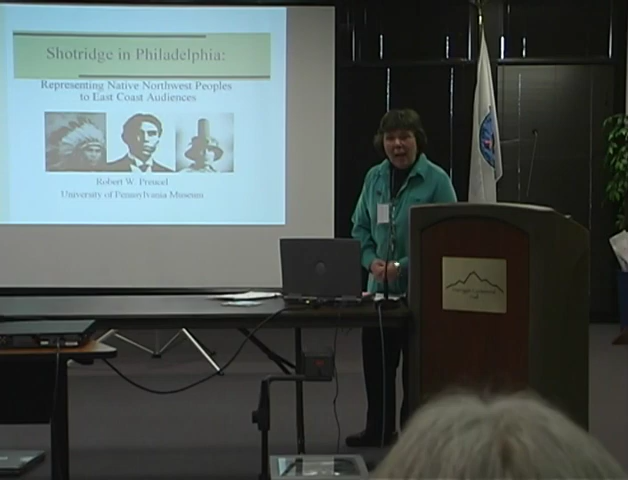 Shotridge in Philadelphia:
Representing Native Northwest Peoples
to East Coast Audiences
Robert W. Preucel
University of Pennsylvania Museum